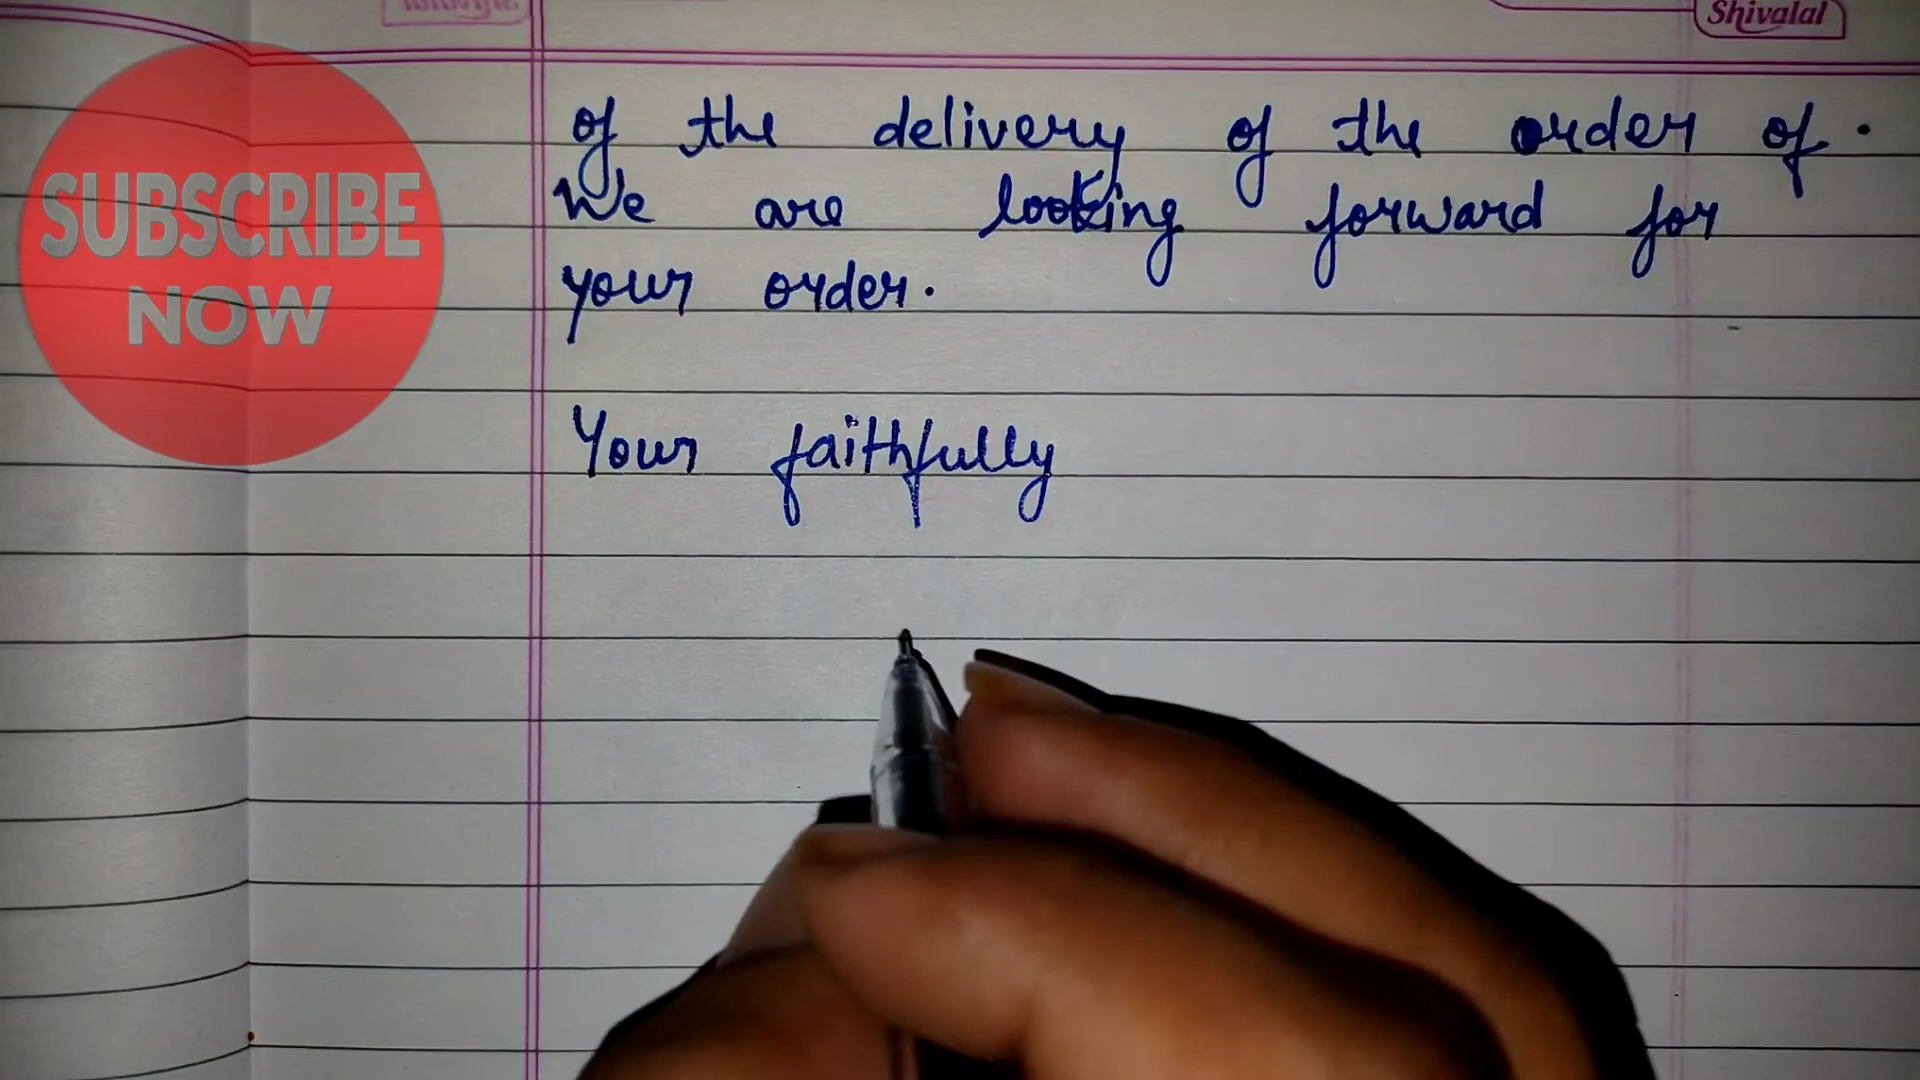 Shivalal
of the delivery of the order of.
We are looking forward for
your order.
Your faithfully
SUBSCRIBE
NOW